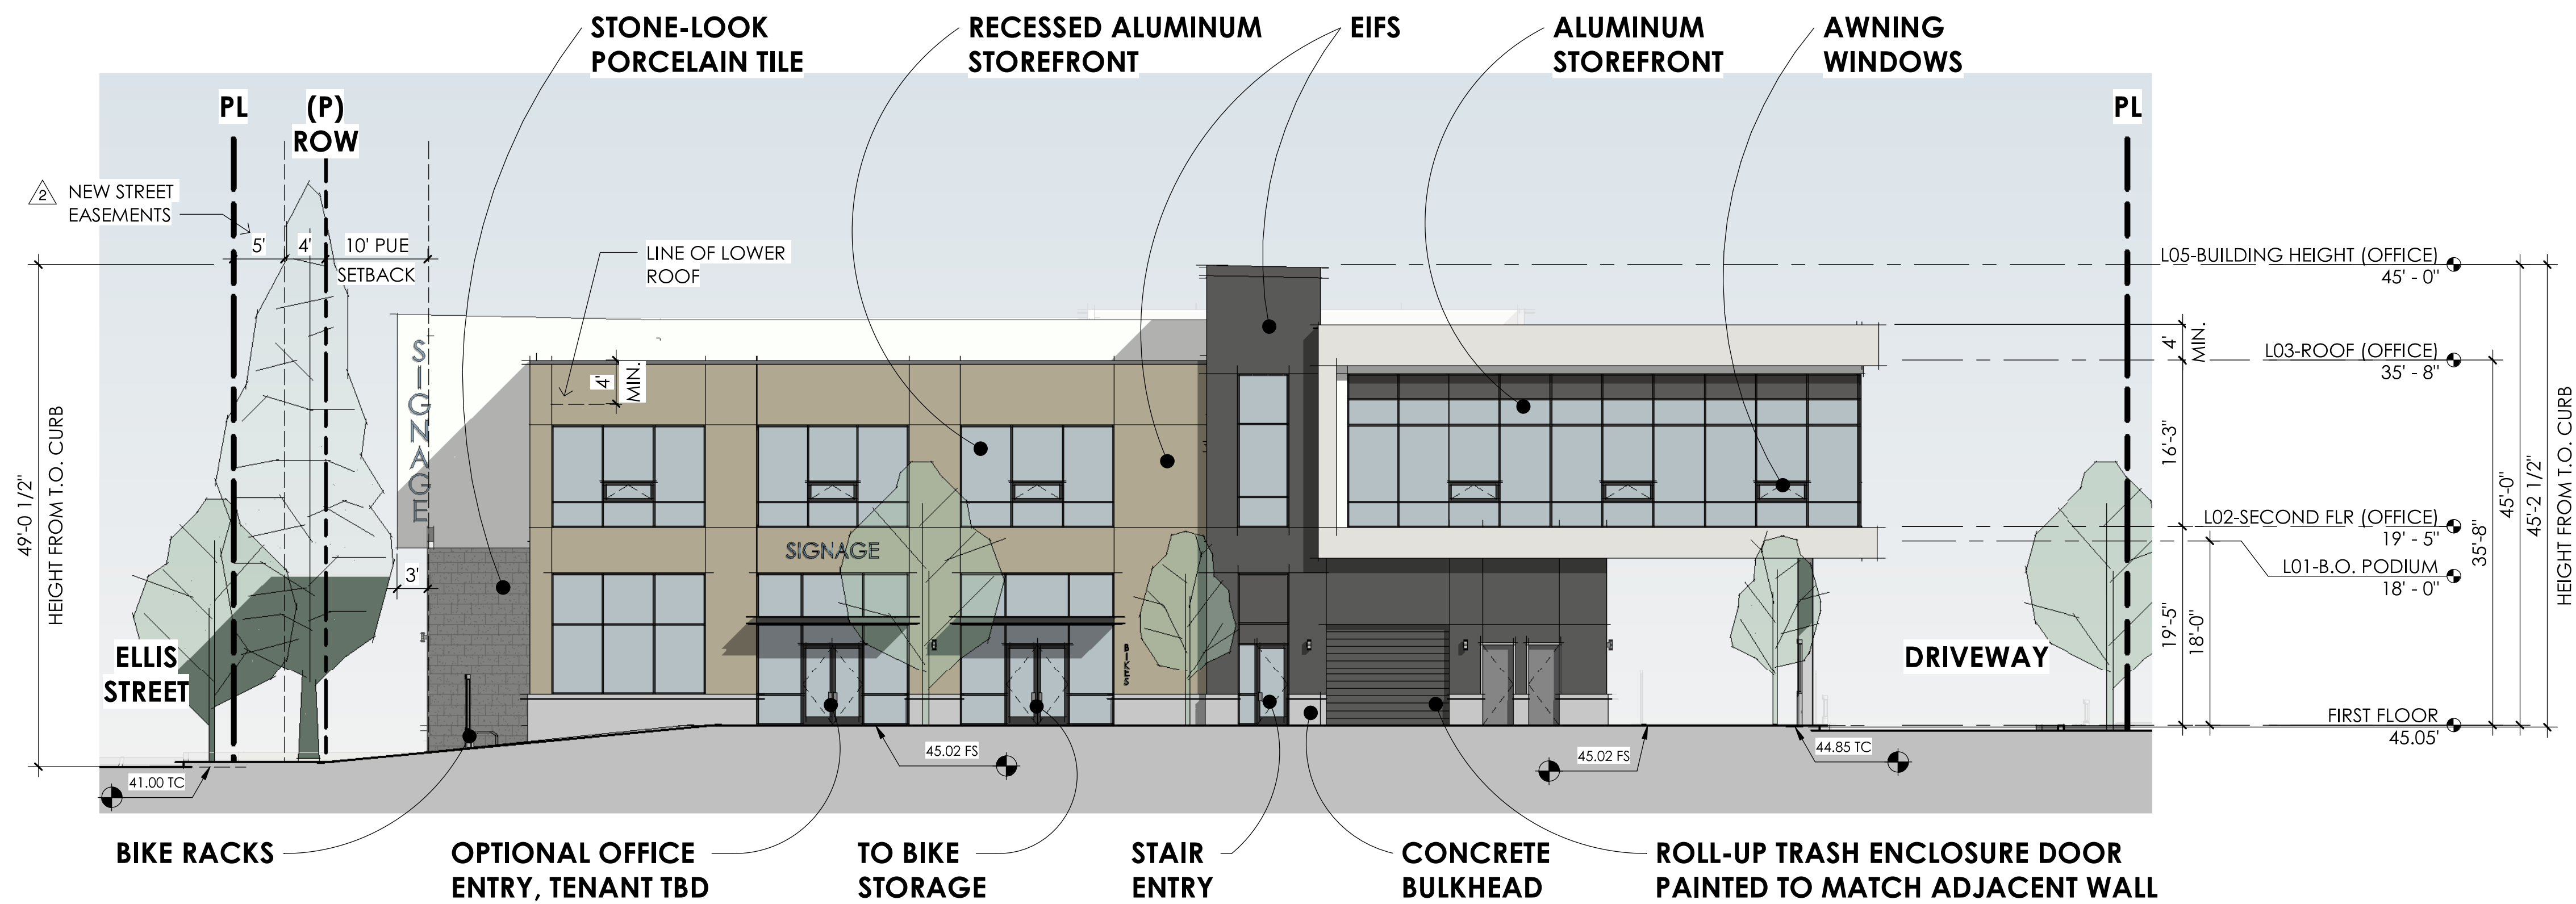 STONE-LOOK
PORCELAIN TILE
RECESSED ALUMINUM
STOREFRONT
EIFS
ALUMINUM
STOREFRONT
AWNING
WINDOWS
PL
(P)
ROW
PL
2
NEW STREET
EASEMENTS
5'
4'
10' PUE
SETBACK
LINE OF LOWER
ROOF
4'
MIN.
SIGNAGE
SIGNAGE
BIKES
3'
49'-0 1/2"
HEIGHT FROM T.O. CURB
ELLIS
STREET
DRIVEWAY
L05-BUILDING HEIGHT (OFFICE)
45' - 0"
4'
MIN.
L03-ROOF (OFFICE)
35' - 8"
16'-3"
L02-SECOND FLR (OFFICE)
19' - 5"
L01-B.O. PODIUM
18' - 0"
19'-5"
18'-0"
35'-8"
45'-0"
45'-2 1/2"
HEIGHT FROM T.O. CURB
FIRST FLOOR
45.05'
41.00 TC
45.02 FS
45.02 FS
44.85 TC
BIKE RACKS
OPTIONAL OFFICE
ENTRY, TENANT TBD
TO BIKE
STORAGE
STAIR
ENTRY
CONCRETE
BULKHEAD
ROLL-UP TRASH ENCLOSURE DOOR
PAINTED TO MATCH ADJACENT WALL